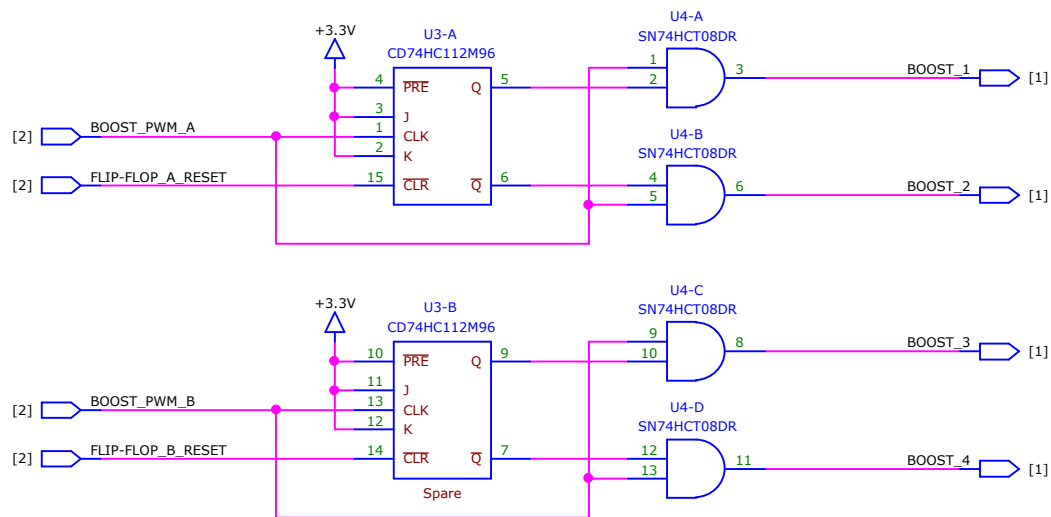 U4-A
SN74HCT08DR
+3.3V
U3-A
CD74HC112M96
1
2
3
BOOST_1
[1]
4
PRE
Q
5
3
J
[2]
BOOST_PWM_A
1
CLK
2
K
U4-B
SN74HCT08DR
[2]
FLIP-FLOP_A_RESET
15
CLR
Q
6
4
5
6
BOOST_2
[1]
U4-C
SN74HCT08DR
+3.3V
U3-B
CD74HC112M96
9
10
8
BOOST_3
[1]
10
PRE
Q
9
11
J
[2]
BOOST_PWM_B
13
CLK
12
K
U4-D
SN74HCT08DR
[2]
FLIP-FLOP_B_RESET
14
CLR
Q
7
12
13
11
BOOST_4
[1]
Spare